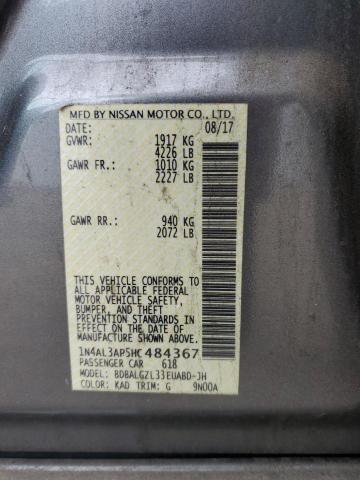 MFD BY NISSAN MOTOR CO., LTD.
DATE: 08/17
GVWR: 1917 KG
4226 LB
GAWR FR.: 1010 KG
2227 LB
GAWR RR.: 940 KG
2072 LB
THIS VEHICLE CONFORMS
TO ALL APPLICABLE FEDERAL
MOTOR VEHICLE SAFETY,
BUMPER, AND THEFT
PREVENTION STANDARDS IN
EFFECT ON THE DATE OF
MANUFACTURE SHOWN ABOVE.
1N4AL3AP5HC484367
PASSENGER CAR 618
MODEL: BDBALGZL33EUABD-JH
COLOR: KAD TRIM: G 9N00A